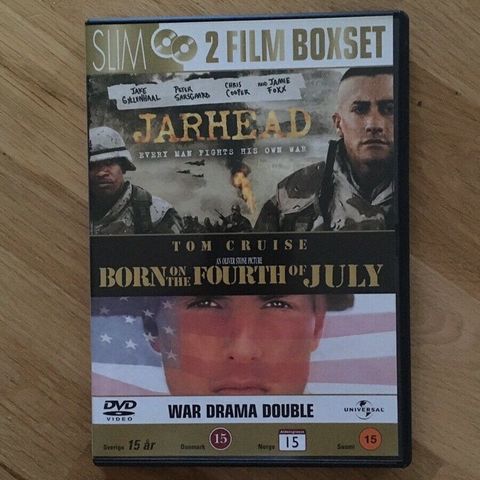 SLIM 2 FILM BOXSET
JAKE GYLLENHAAL PETER SARSGAARD CHRIS COOPER AND JAMIE FOXX
JARHEAD
EVERY MAN FIGHTS HIS OWN WAR
TOM CRUISE
AN OLIVER STONE PICTURE
BORN ON THE FOURTH OF JULY
DVD VIDEO
WAR DRAMA DOUBLE
UNIVERSAL
Sverige 15 år Danmark 15 Norge Aldersgrense 15 Suomi 15